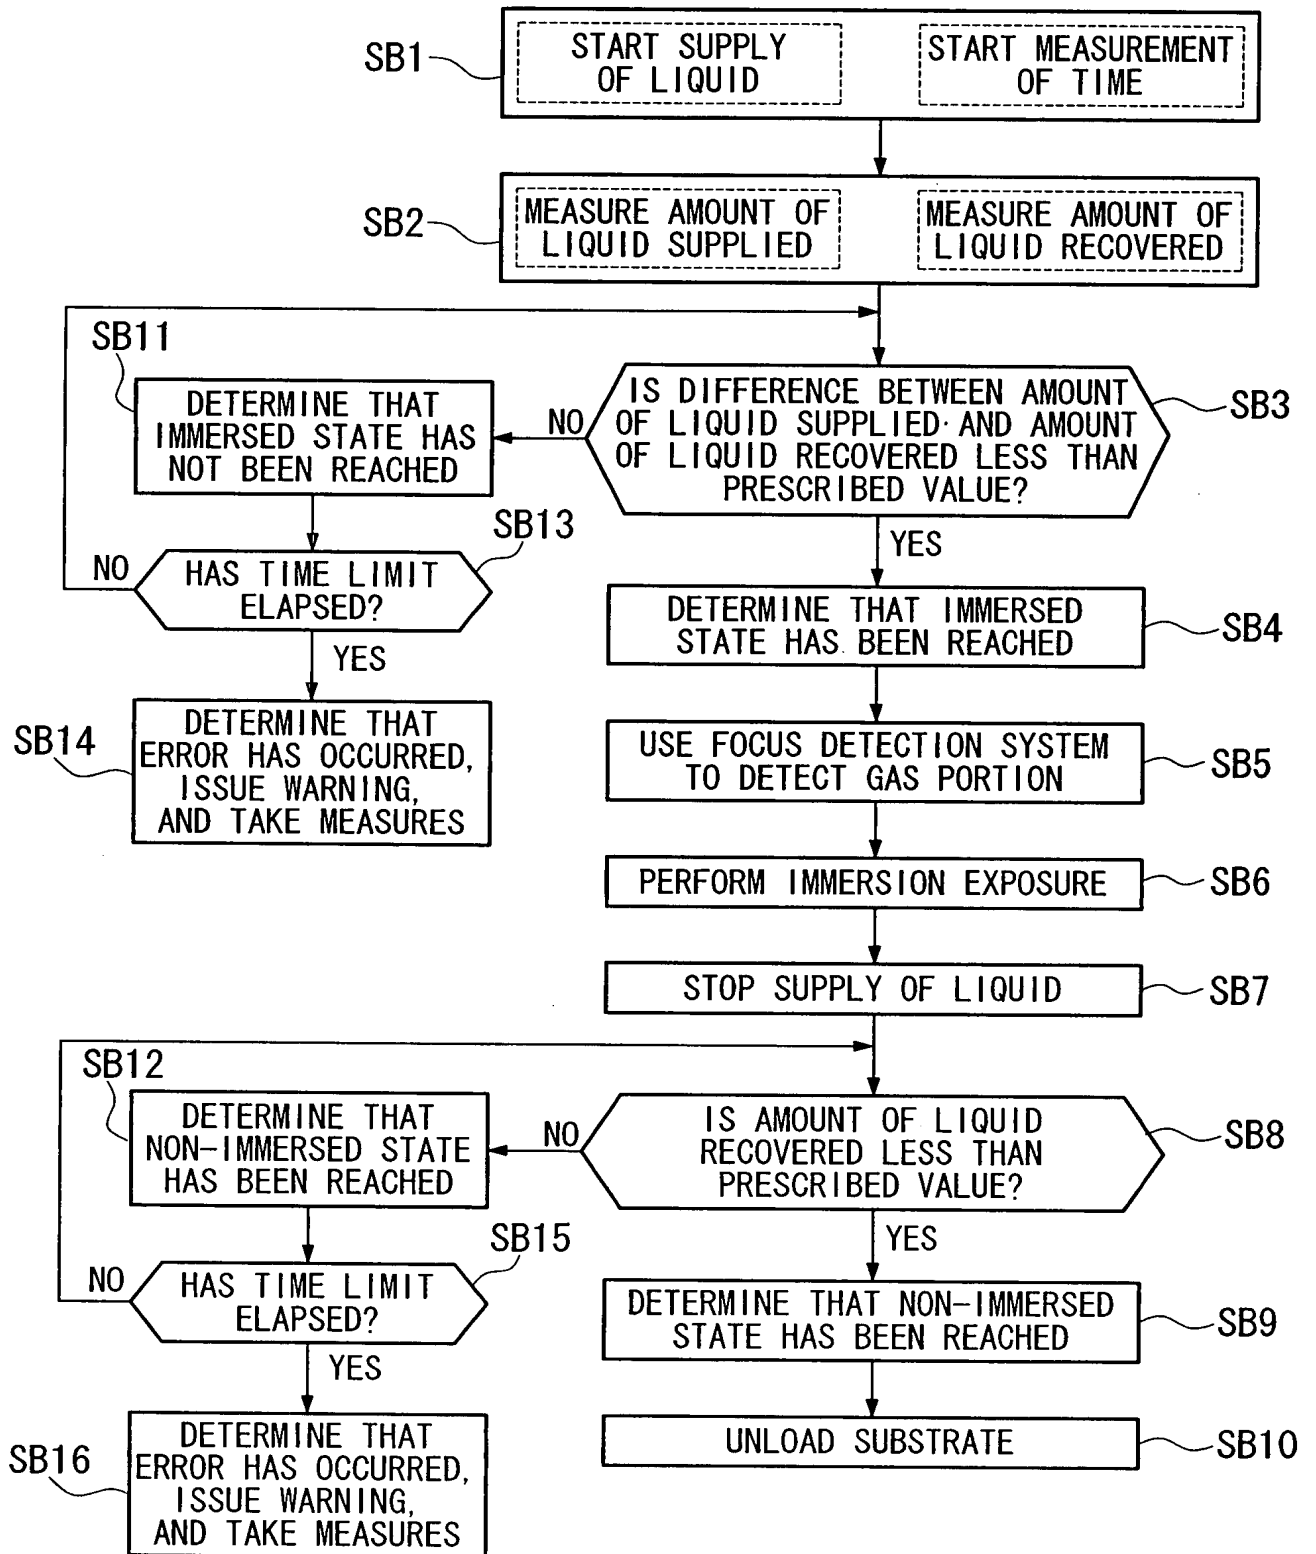 SB1
START SUPPLY
OF LIQUID
START MEASUREMENT
OF TIME
SB2
MEASURE AMOUNT OF
LIQUID SUPPLIED
MEASURE AMOUNT OF
LIQUID RECOVERED
SB3
IS DIFFERENCE BETWEEN AMOUNT
OF LIQUID SUPPLIED AND AMOUNT
OF LIQUID RECOVERED LESS THAN
PRESCRIBED VALUE?
NO
SB11
DETERMINE THAT
IMMERSED STATE HAS
NOT BEEN REACHED
SB13
NO
HAS TIME LIMIT
ELAPSED?
YES
SB14
DETERMINE THAT
ERROR HAS OCCURRED,
ISSUE WARNING,
AND TAKE MEASURES
YES
DETERMINE THAT IMMERSED
STATE HAS BEEN REACHED
SB4
USE FOCUS DETECTION SYSTEM
TO DETECT GAS PORTION
SB5
PERFORM IMMERSION EXPOSURE
SB6
STOP SUPPLY OF LIQUID
SB7
IS AMOUNT OF LIQUID
RECOVERED LESS THAN
PRESCRIBED VALUE?
SB8
NO
SB12
DETERMINE THAT
NON-IMMERSED STATE
HAS BEEN REACHED
SB15
NO
HAS TIME LIMIT
ELAPSED?
YES
SB16
DETERMINE THAT
ERROR HAS OCCURRED,
ISSUE WARNING,
AND TAKE MEASURES
YES
DETERMINE THAT NON-IMMERSED
STATE HAS BEEN REACHED
SB9
UNLOAD SUBSTRATE
SB10